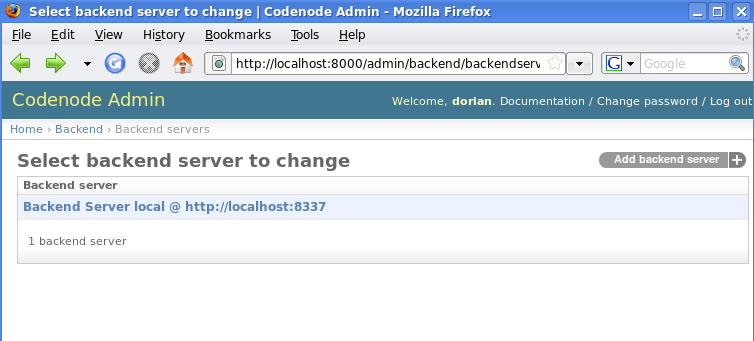 Select backend server to change | Codenode Admin - Mozilla Firefox
File Edit View History Bookmarks Tools Help
http://localhost:8000/admin/backend/backendserv
G Google
Codenode Admin
Welcome, dorian. Documentation / Change password / Log out
Home › Backend › Backend servers
Select backend server to change
Add backend server +
Backend server
Backend Server local @ http://localhost:8337
1 backend server